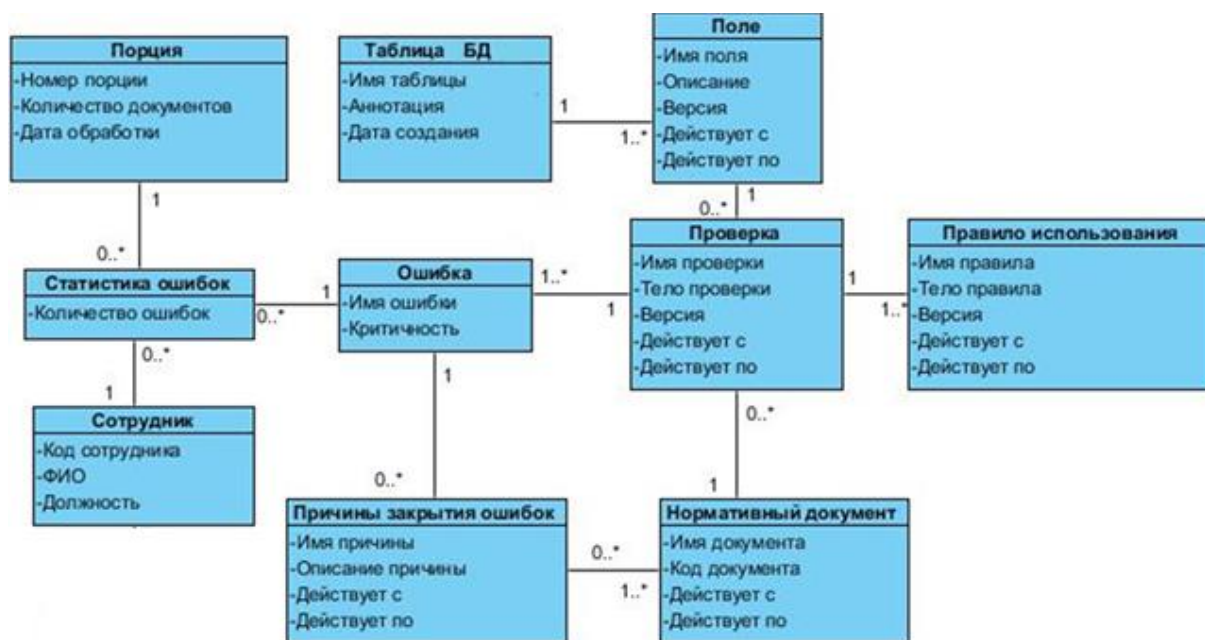 Порция
-Номер порции
-Количество документов
-Дата обработки
Таблица БД
-Имя таблицы
-Аннотация
-Дата создания
Поле
-Имя поля
-Описание
-Версия
-Действует с
-Действует по
1
1..*
1
0..*
1
0..*
Статистика ошибок
-Количество ошибок
1
0..*
Ошибка
-Имя ошибки
-Критичность
1..*
1
Проверка
-Имя проверки
-Тело проверки
-Версия
-Действует с
-Действует по
1
1..*
Правило использования
-Имя правила
-Тело правила
-Версия
-Действует с
-Действует по
0..*
1
Сотрудник
-Код сотрудника
-ФИО
-Должность
1
0..*
0..*
1
Причины закрытия ошибок
-Имя причины
-Описание причины
-Действует с
-Действует по
0..*
1..*
Нормативный документ
-Имя документа
-Код документа
-Действует с
-Действует по